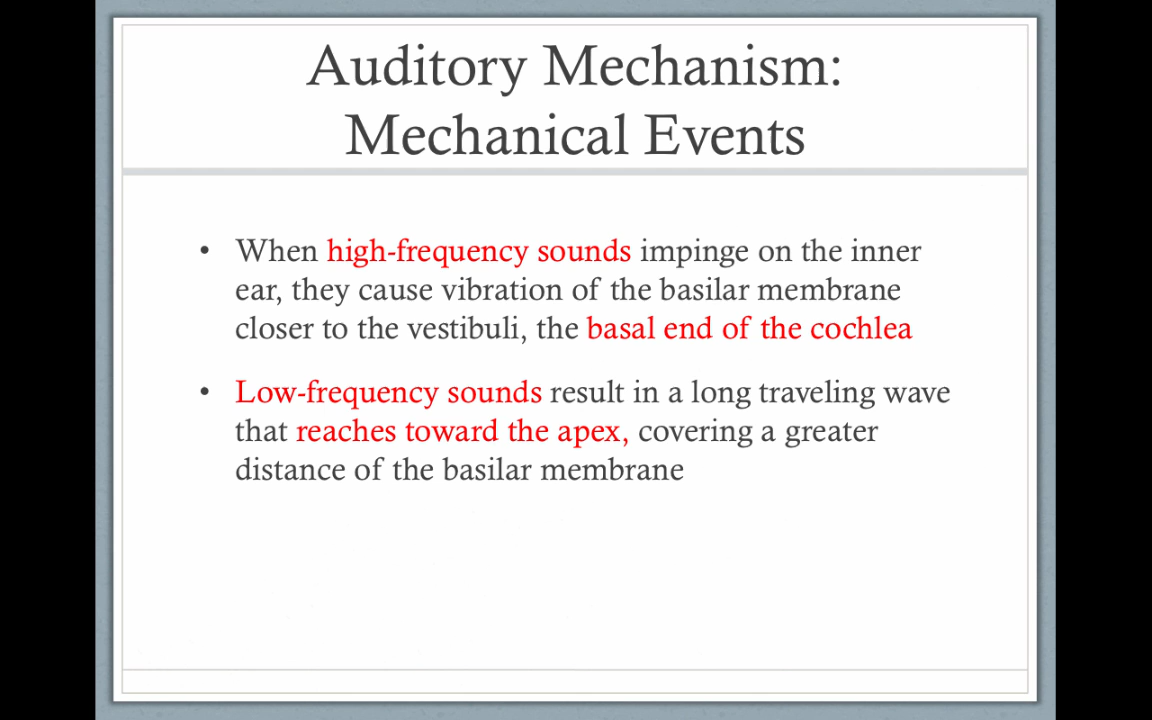 Auditory Mechanism:
Mechanical Events
• When high-frequency sounds impinge on the inner
ear, they cause vibration of the basilar membrane
closer to the vestibuli, the basal end of the cochlea
• Low-frequency sounds result in a long traveling wave
that reaches toward the apex, covering a greater
distance of the basilar membrane